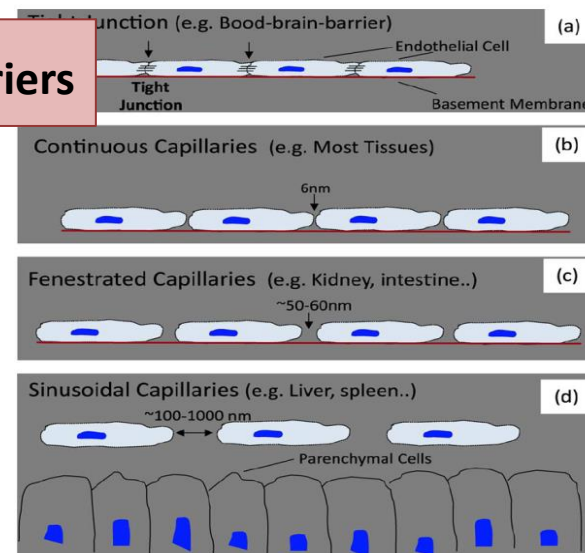 riers
Junction (e.g. Bood-brain-barrier)
(a)
Endothelial Cell
Tight
Junction
Basement Membrane
Continuous Capillaries (e.g. Most Tissues)
(b)
6nm
Fenestrated Capillaries (e.g. Kidney, intestine..)
(c)
~50-60nm
Sinusoidal Capillaries (e.g. Liver, spleen..)
(d)
~100-1000 nm
Parenchymal Cells